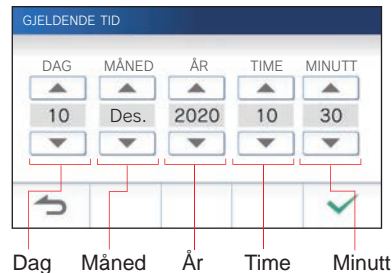 GJELDENDE TID
DAG MÅNED ÅR TIME MINUTT
10 Des. 2020 10 30
Dag Måned År Time Minutt